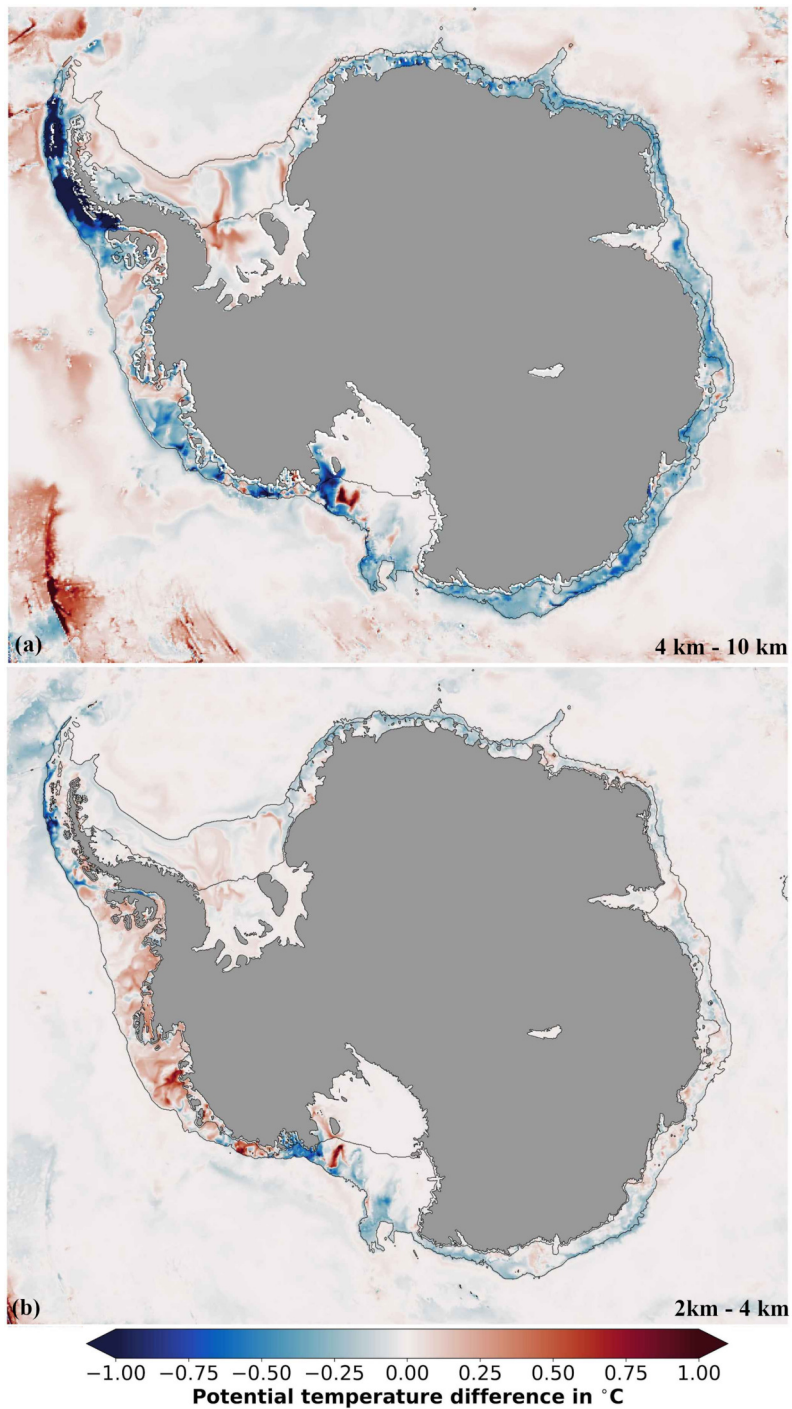 (a)
4 km - 10 km
(b)
2km - 4 km
−1.00 −0.75 −0.50 −0.25 0.00 0.25 0.50 0.75 1.00
Potential temperature difference in °C